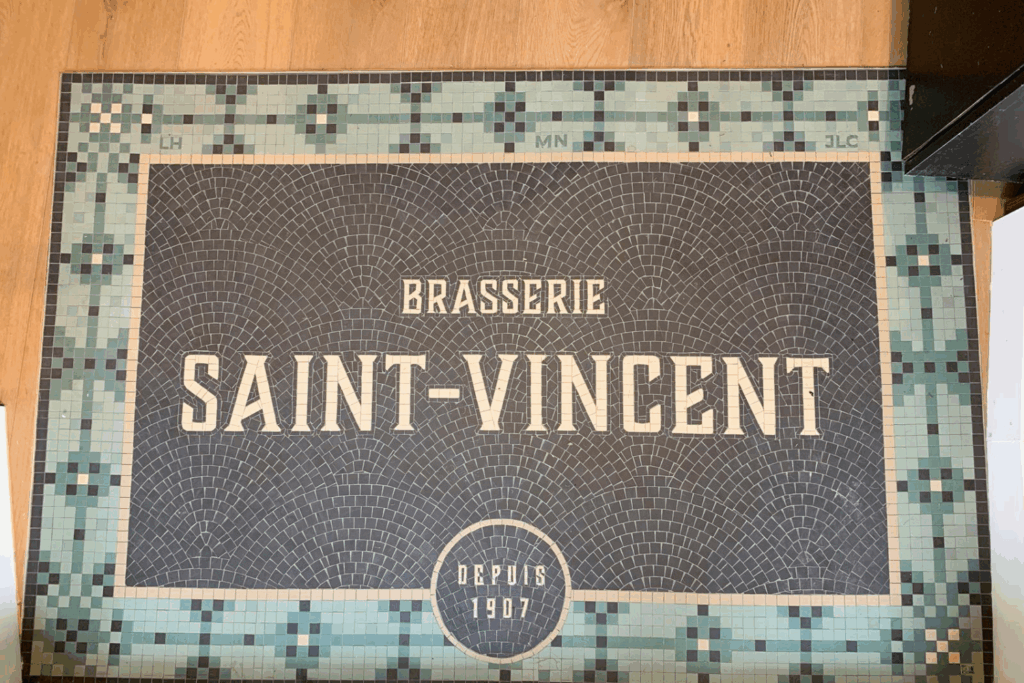 LH MN JLC
BRASSERIE
SAINT-VINCENT
DEPUIS
1907